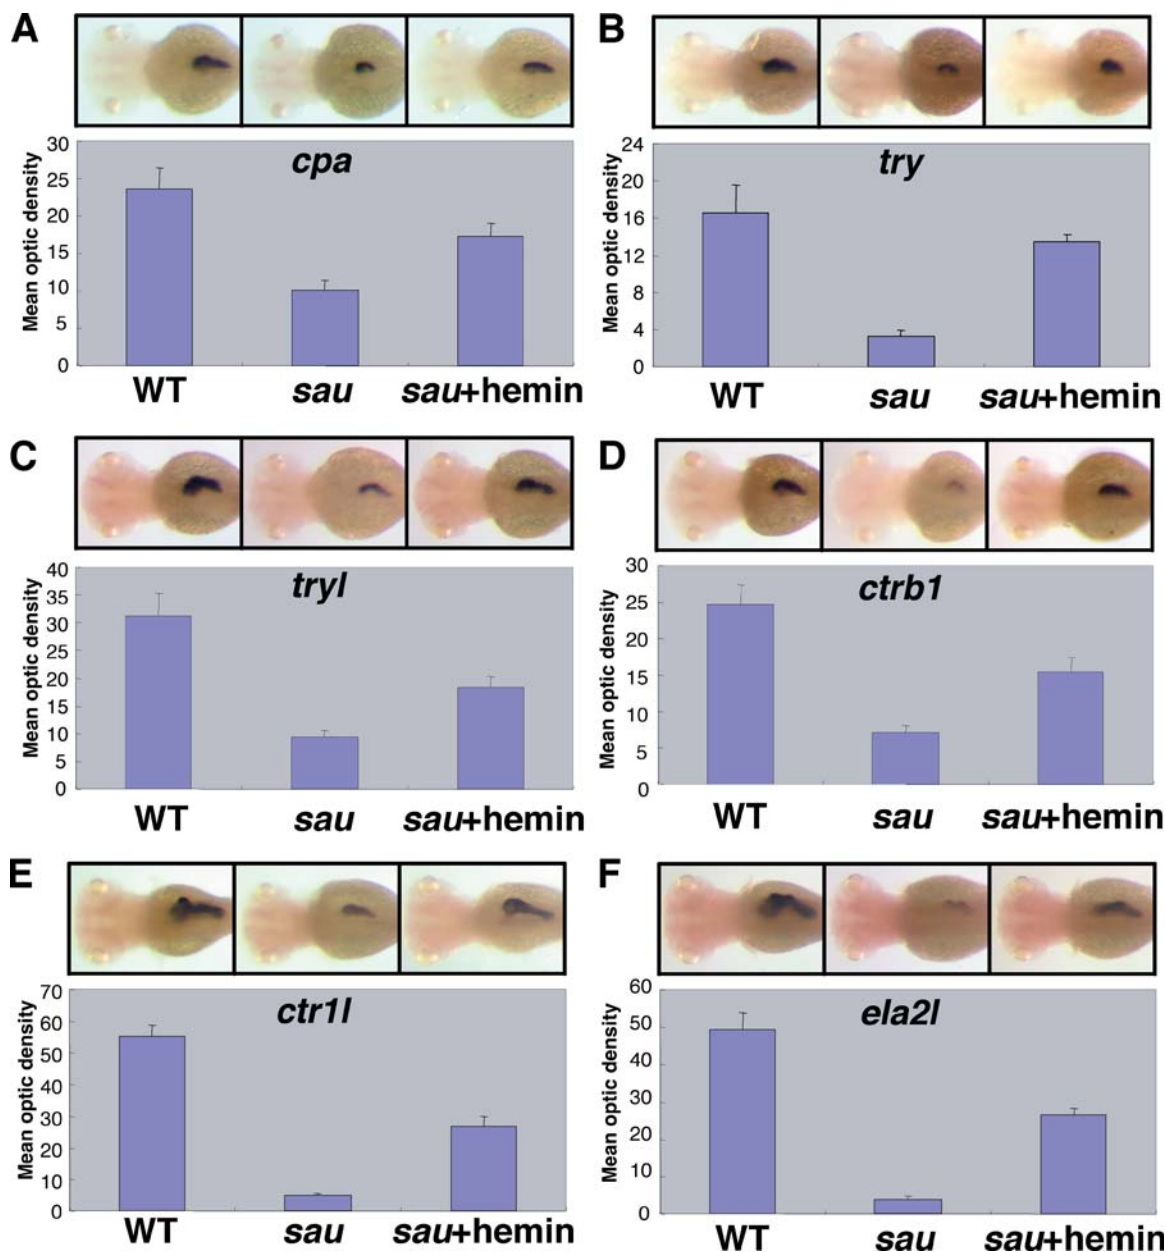 A
Mean optic density
30
25
20
15
10
5
0
cpa
WT
sau
sau+hemin
B
Mean optic density
24
20
16
12
8
4
0
try
WT
sau
sau+hemin
C
Mean optic density
40
35
30
25
20
15
10
5
0
tryl
WT
sau
sau+hemin
D
Mean optic density
30
25
20
15
10
5
0
ctrb1
WT
sau
sau+hemin
E
Mean optic density
70
60
50
40
30
20
10
0
ctr1l
WT
sau
sau+hemin
F
Mean optic density
60
50
40
30
20
10
0
ela2l
WT
sau
sau+hemin